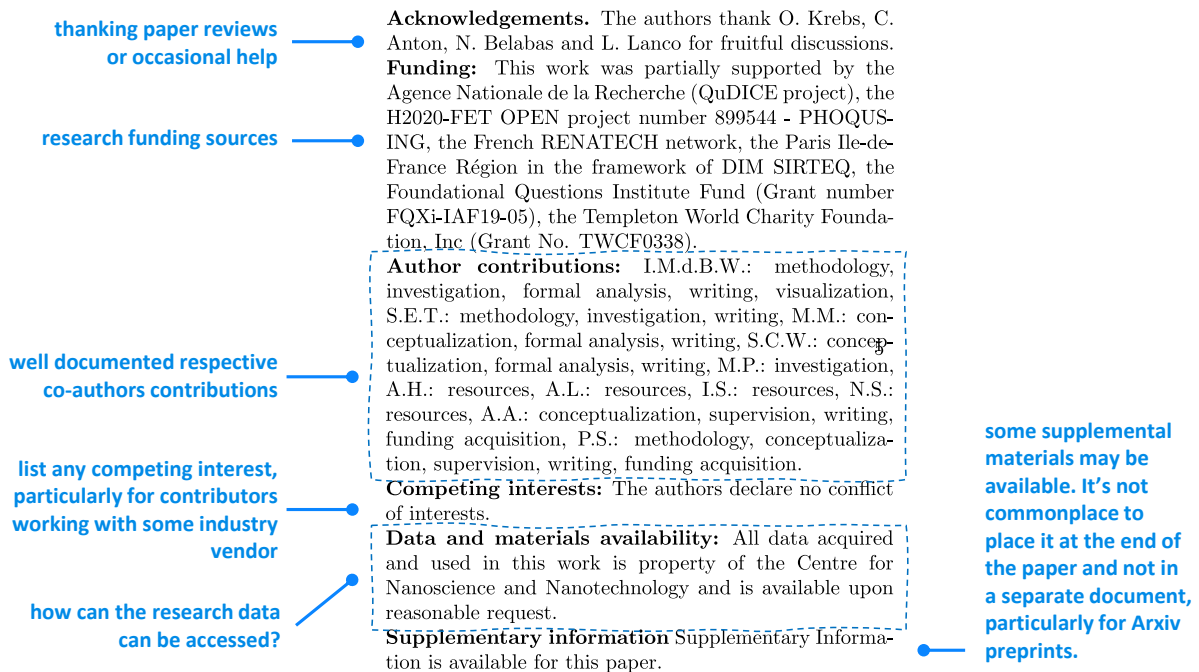 thanking paper reviews
or occasional help
research funding sources
well documented respective
co-authors contributions
list any competing interest,
particularly for contributors
working with some industry
vendor
how can the research data
can be accessed?
Acknowledgements. The authors thank O. Krebs, C.
Anton, N. Belabas and L. Lanco for fruitful discussions.
Funding: This work was partially supported by the
Agence Nationale de la Recherche (QuDICE project), the
H2020-FET OPEN project number 899544 - PHOQUS-
ING, the French RENATECH network, the Paris Ile-de-
France Région in the framework of DIM SIRTEQ, the
Foundational Questions Institute Fund (Grant number
FQXi-IAF19-05), the Templeton World Charity Founda-
tion, Inc (Grant No. TWCF0338).
Author contributions: I.M.d.B.W.: methodology,
investigation, formal analysis, writing, visualization,
S.E.T.: methodology, investigation, writing, M.M.: con-
ceptualization, formal analysis, writing, S.C.W.: concep-
tualization, formal analysis, writing, M.P.: investigation,
A.H.: resources, A.L.: resources, I.S.: resources, N.S.:
resources, A.A.: conceptualization, supervision, writing,
funding acquisition, P.S.: methodology, conceptualiza-
tion, supervision, writing, funding acquisition.
Competing interests: The authors declare no conflict
of interests.
Data and materials availability: All data acquired
and used in this work is property of the Centre for
Nanoscience and Nanotechnology and is available upon
reasonable request.
Supplementary information Supplementary Informa-
tion is available for this paper.
5
some supplemental
materials may be
available. It's not
commonplace to
place it at the end of
the paper and not in
a separate document,
particularly for Arxiv
preprints.